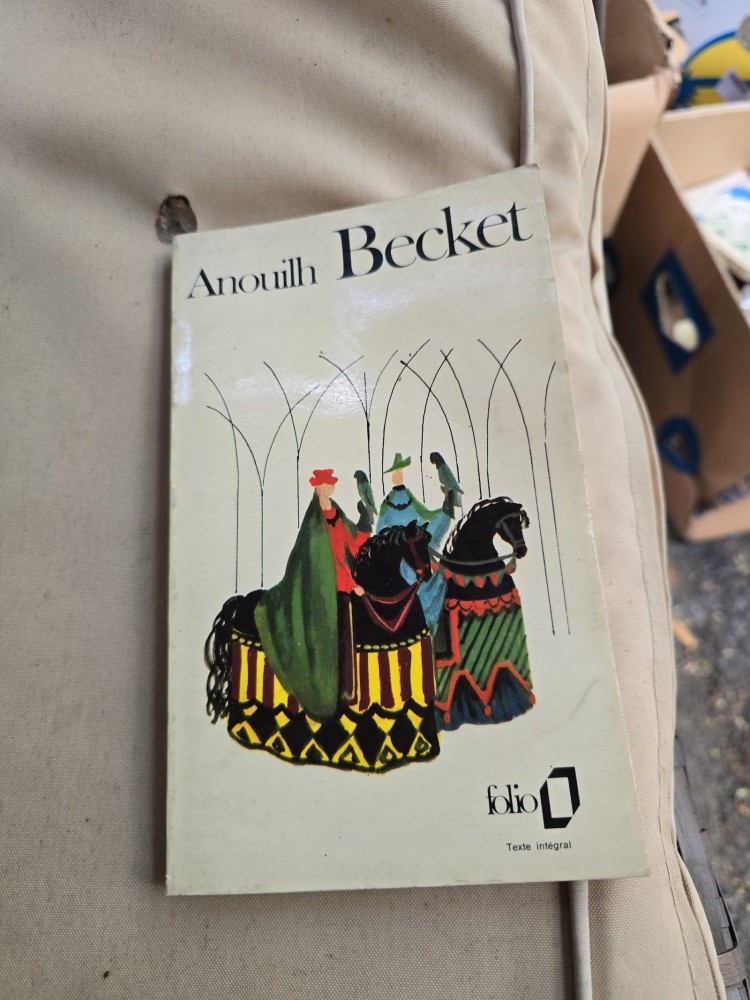 Anouilh Becket
folio
Texte intégral